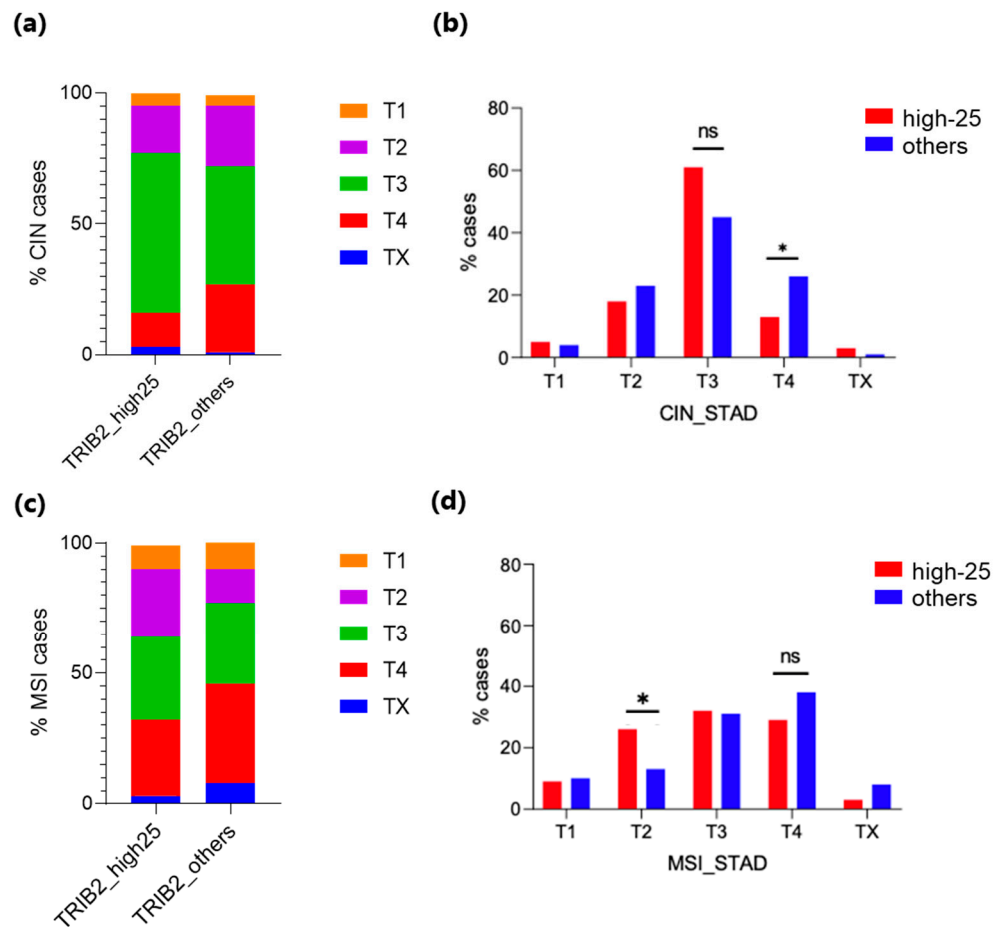 (a)
% CIN cases
100
50
0
TRIB2_high25
TRIB2_others
T1
T2
T3
T4
TX
(b)
% cases
80
60
40
20
0
ns
*
high-25
others
T1 T2 T3 T4 TX
CIN_STAD
(c)
% MSI cases
100
50
0
TRIB2_high25
TRIB2_others
T1
T2
T3
T4
TX
(d)
% cases
80
60
40
20
0
*
ns
high-25
others
T1 T2 T3 T4 TX
MSI_STAD